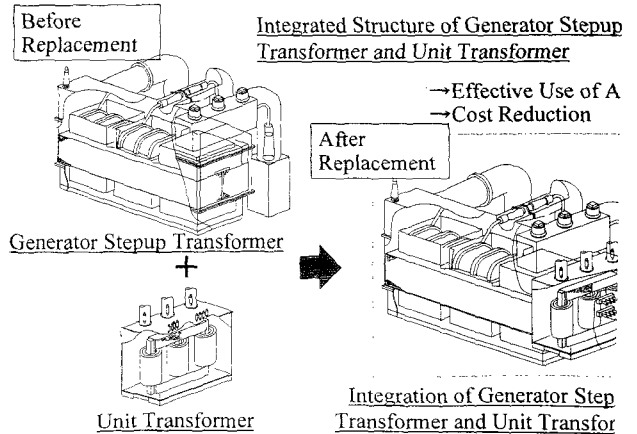 Before
Replacement
Integrated Structure of Generator Stepup
Transformer and Unit Transformer
→Effective Use of A
→Cost Reduction
After
Replacement
Generator Stepup Transformer
+
Unit Transformer
Integration of Generator Step
Transformer and Unit Transfor